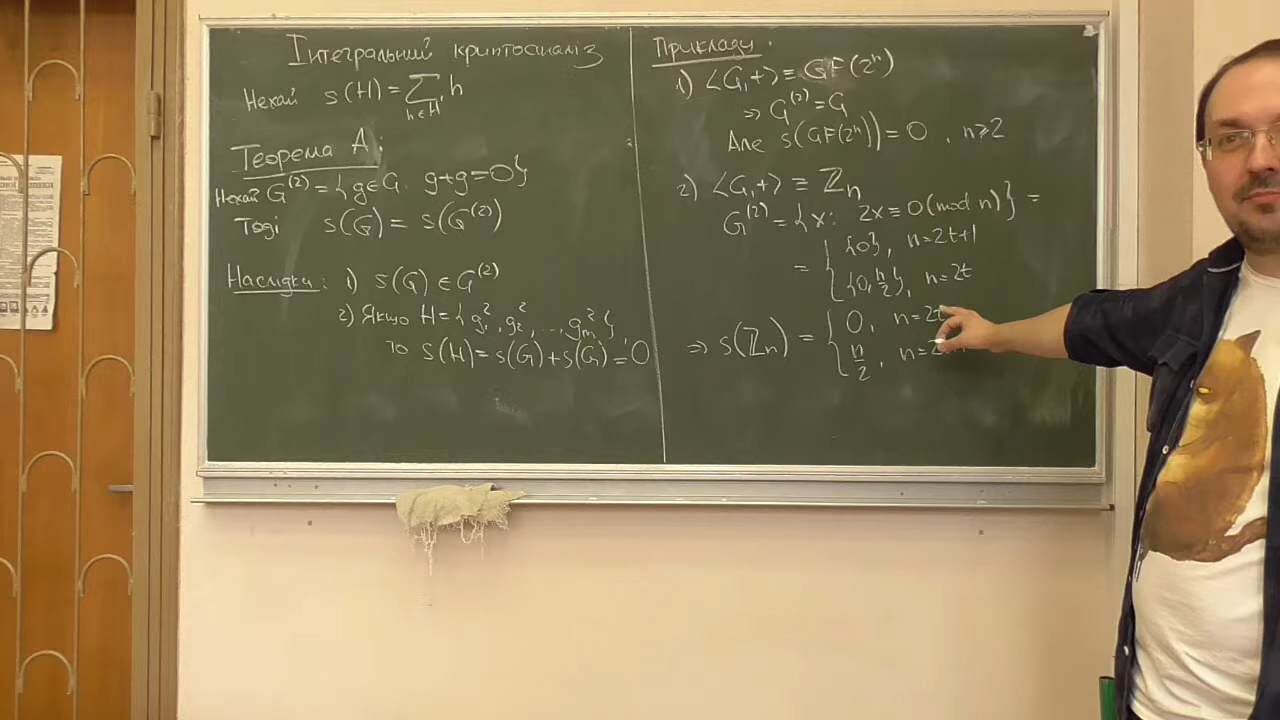 Інтегральний криптоаналіз
Нехай s(H) = ∑ h
h∈H
Теорема А:
Нехай G⁽²⁾ = {g∈G: g+g=0}
Тоді s(G) = s(G⁽²⁾)
Наслідки: 1) s(G) ∈ G⁽²⁾
2) Якщо H = {g₁², g₂², ..., gₘ²},
то s(H) = s(G) + s(G) = 0
Приклади.
1) <G,+> ≡ GF(2ⁿ)
⇒ G⁽²⁾ = G
Але s(GF(2ⁿ)) = 0, n⩾2
2) <G,+> ≡ ℤₙ
G⁽²⁾ = {x: 2x ≡ 0 (mod n)} =
= { {0}, n=2t+1
{0, n/2}, n=2t
⇒ s(ℤₙ) = { 0, n=2t
n/2, n=2